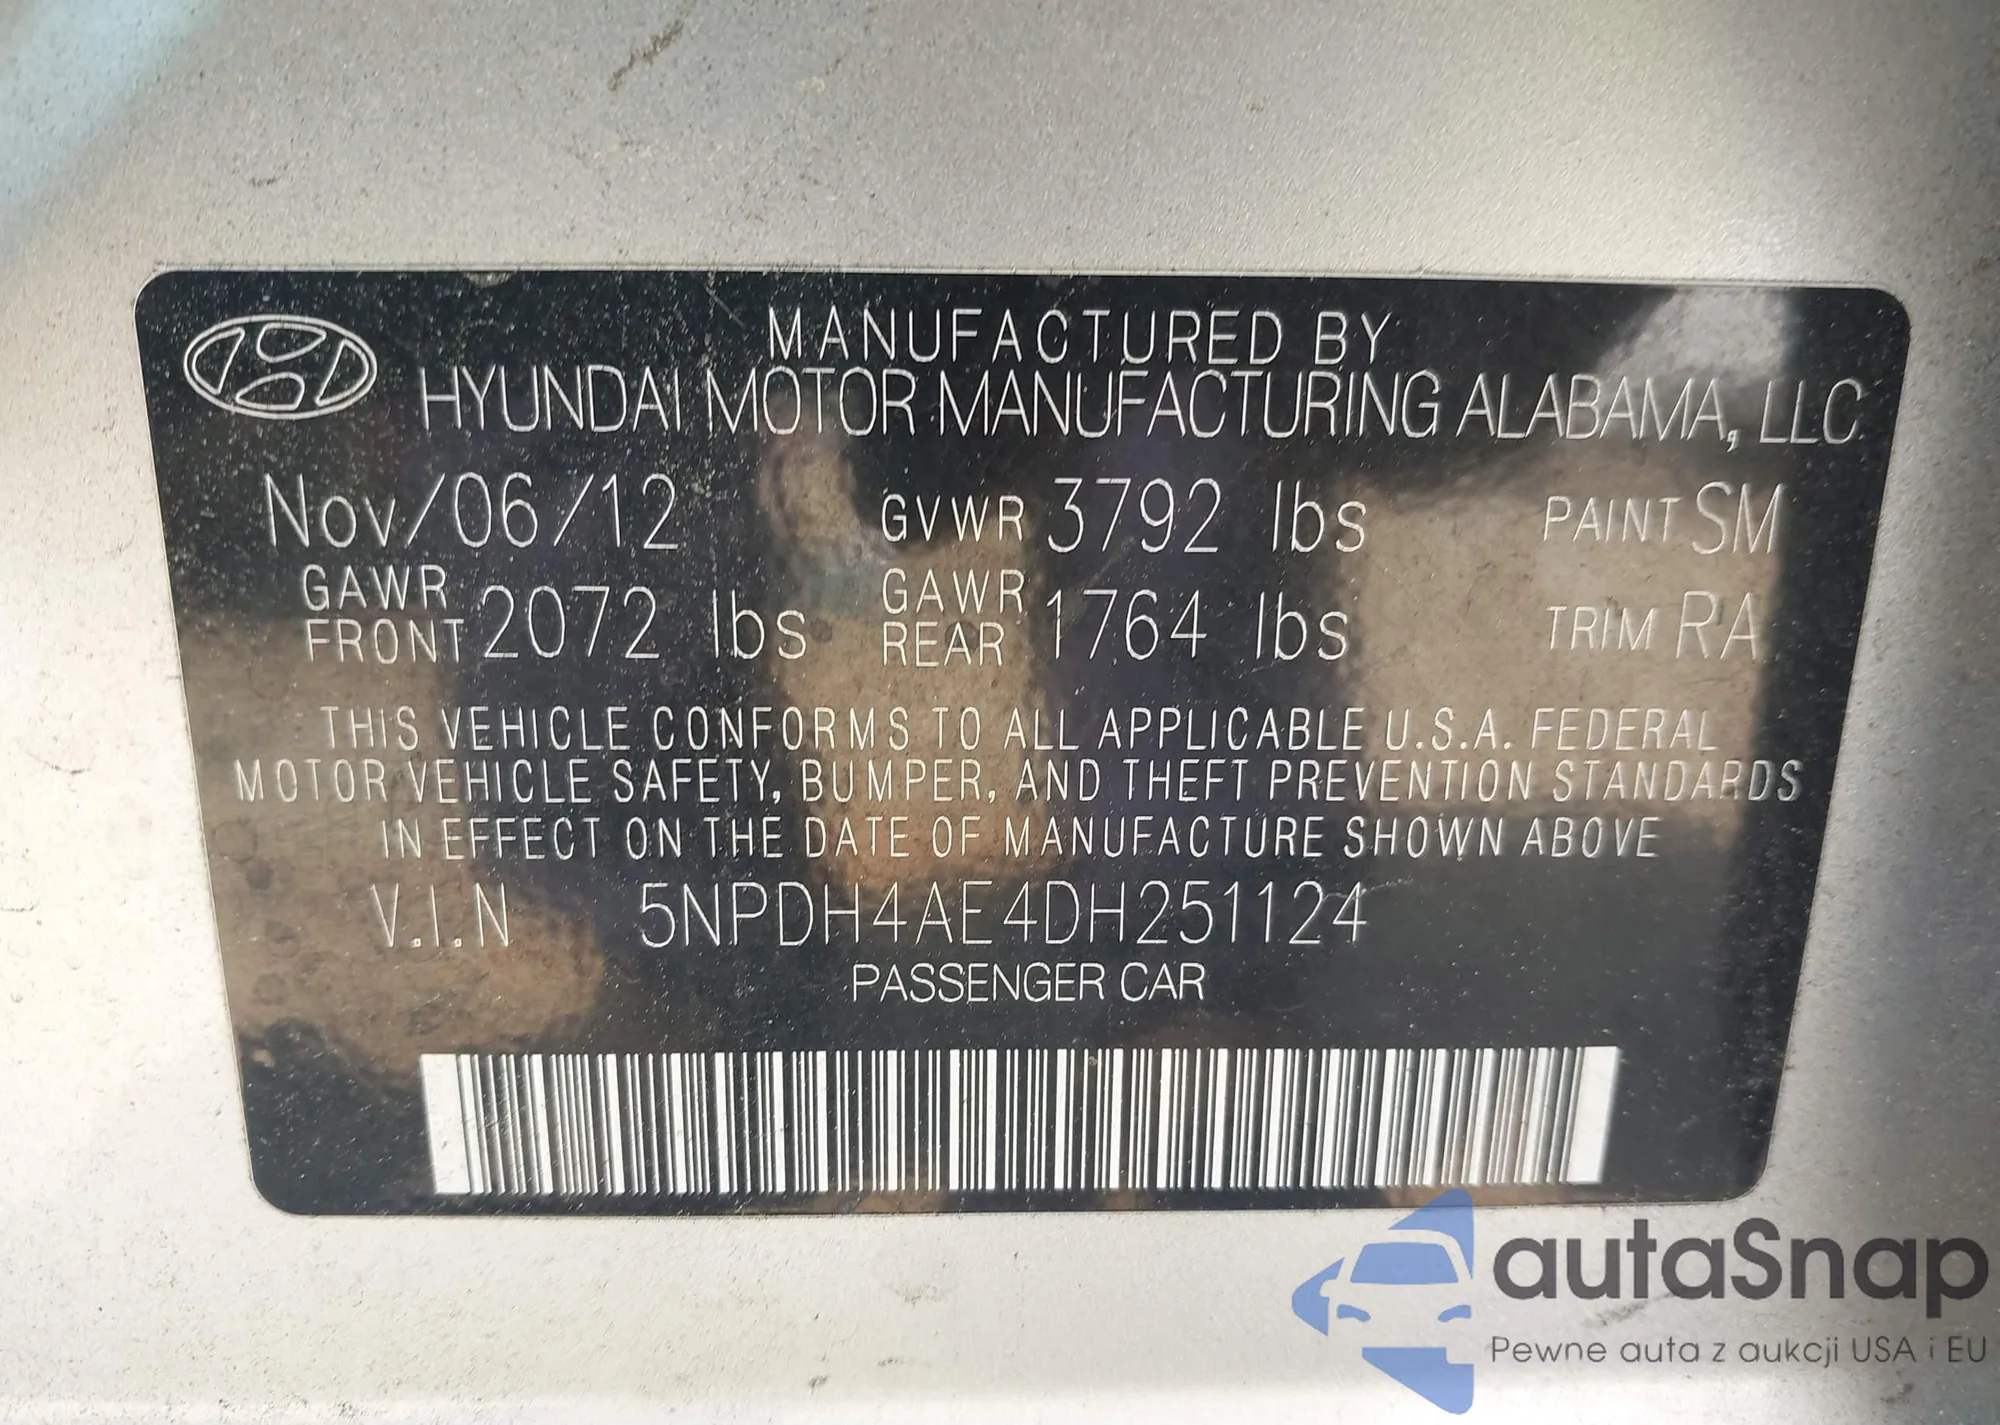 MANUFACTURED BY
HYUNDAI MOTOR MANUFACTURING ALABAMA, LLC
Nov/06/12 GVWR 3792 lbs PAINT SM
GAWR FRONT 2072 lbs GAWR REAR 1764 lbs TRIM RA
THIS VEHICLE CONFORMS TO ALL APPLICABLE U.S.A. FEDERAL
MOTOR VEHICLE SAFETY, BUMPER, AND THEFT PREVENTION STANDARDS
IN EFFECT ON THE DATE OF MANUFACTURE SHOWN ABOVE
V.I.N 5NPDH4AE4DH251124
PASSENGER CAR
autaSnap
Pewne auta z aukcji USA i EU